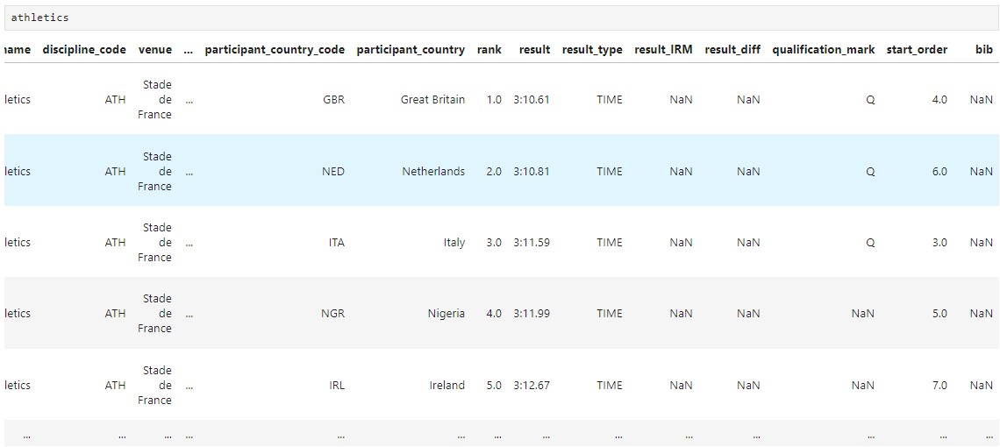 athletics
name discipline_code venue ... participant_country_code participant_country rank result result_type result_IRM result_diff qualification_mark start_order bib
Stade
letics ATH de ... GBR Great Britain 1.0 3:10.61 TIME NaN NaN Q 4.0 NaN
France
Stade
letics ATH de ... NED Netherlands 2.0 3:10.81 TIME NaN NaN Q 6.0 NaN
France
Stade
letics ATH de ... ITA Italy 3.0 3:11.59 TIME NaN NaN Q 3.0 NaN
France
Stade
letics ATH de ... NGR Nigeria 4.0 3:11.99 TIME NaN NaN NaN 5.0 NaN
France
Stade
letics ATH de ... IRL Ireland 5.0 3:12.67 TIME NaN NaN NaN 7.0 NaN
France
... ... ... ... ... ... ... ... ... ... ... ... ... ...